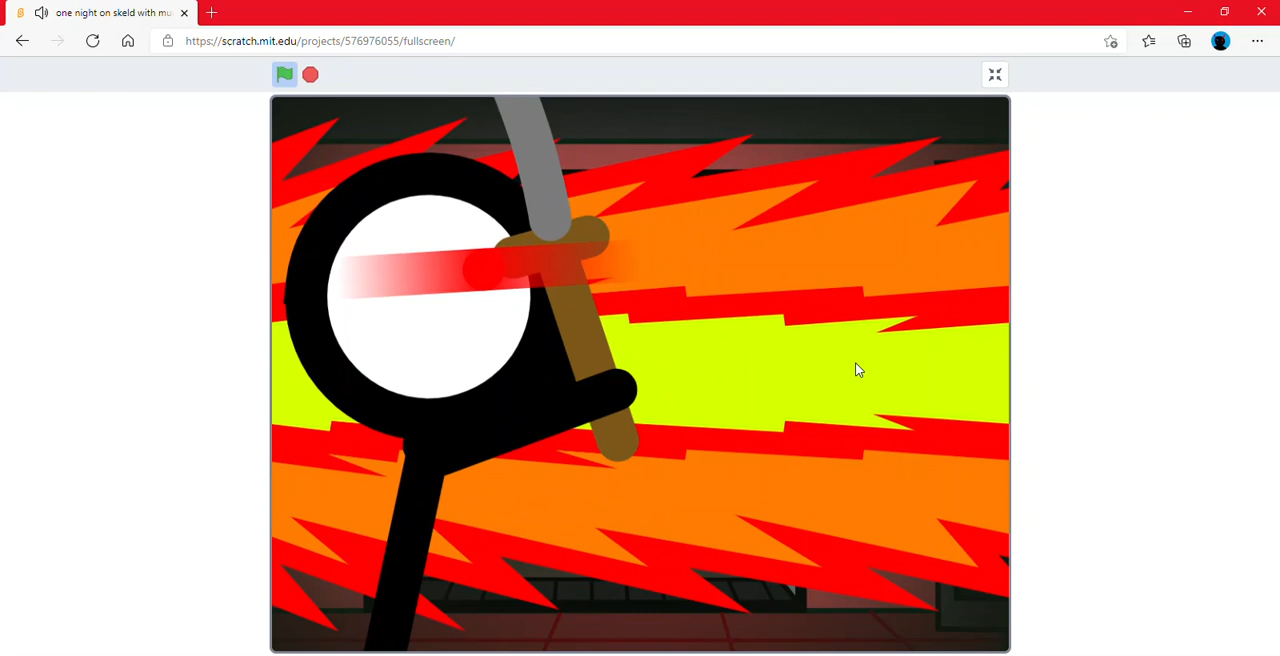 one night on skeld with mu
https://scratch.mit.edu/projects/576976055/fullscreen/